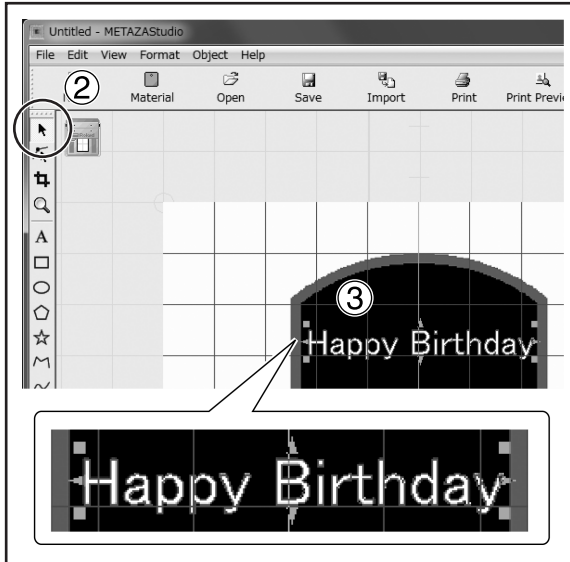 Untitled - METAZAStudio
File Edit View Format Object Help
②
Material Open Save Import Print Print Previ
A
③
Happy Birthday
Happy Birthday